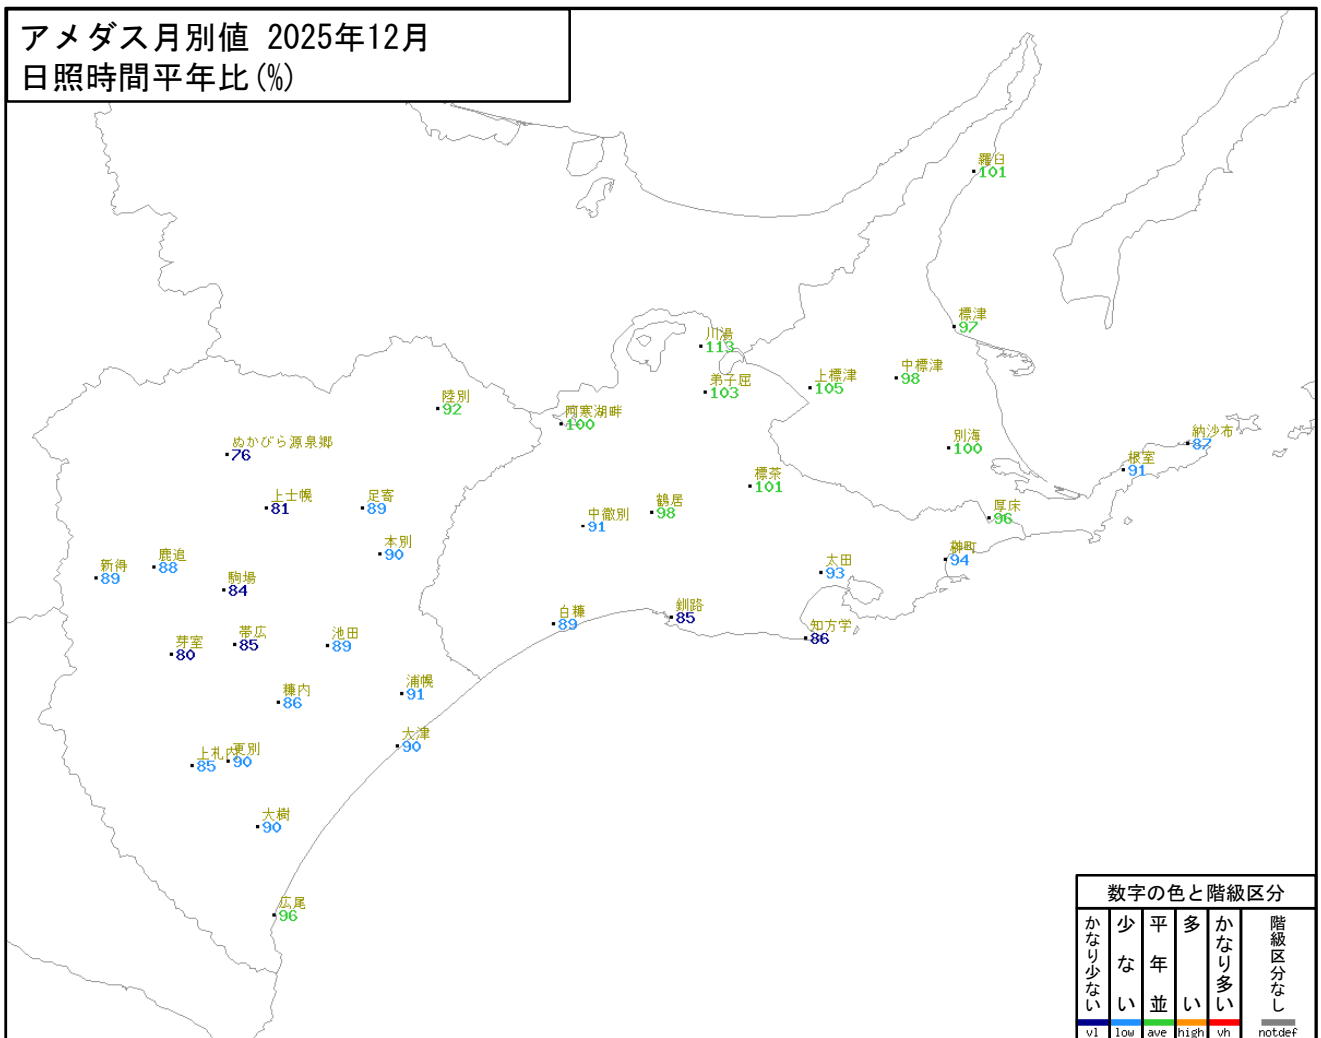 アメダス月別値 2025年12月
日照時間平年比(%)
羅臼
101
標津
97
川湯
113
中標津
98
弟子屈
103
上標津
105
陸別
92
阿寒湖畔
100
納沙布
87
ぬかびら源泉郷
76
別海
100
根室
91
標茶
101
上士幌
81
足寄
89
鶴居
98
中徹別
91
厚床
96
本別
90
榊町
94
鹿追
88
新得
89
太田
93
駒場
84
白糠
89
釧路
85
知方学
86
帯広
85
池田
89
芽室
80
浦幌
91
糠内
86
大津
90
上札内
85
更別
90
大樹
90
広尾
96
数字の色と階級区分
かなり少ない
少ない
平年並
多い
かなり多い
階級区分なし
vl low ave high vh notdef